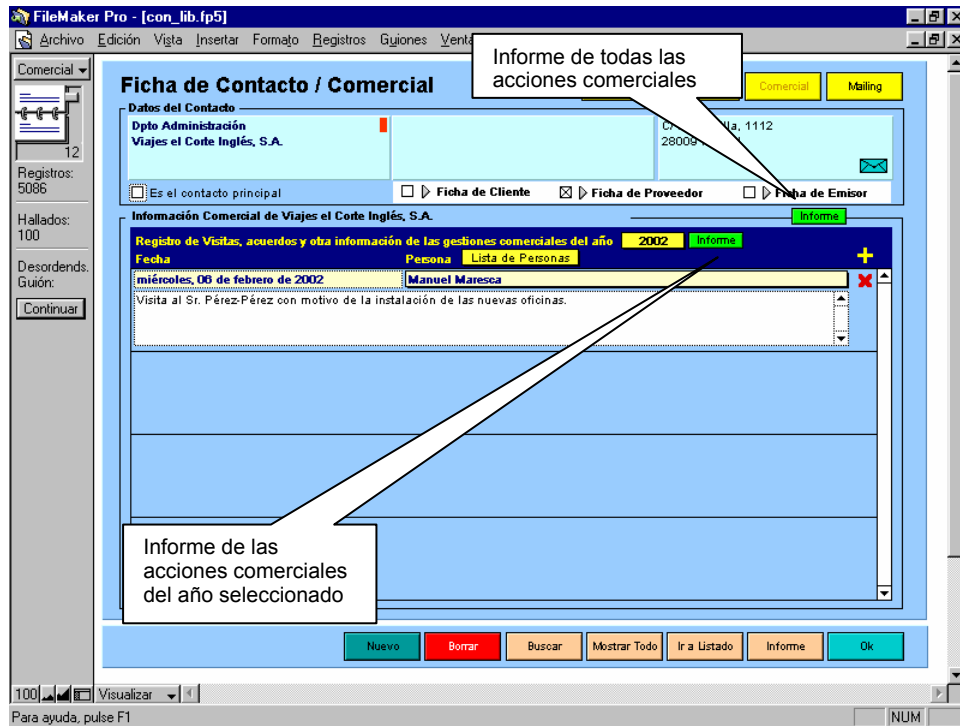 FileMaker Pro - [con_lib.fp5]
Archivo Edición Vista Insertar Formato Registros Guiones
Comercial
12
Registros:
5086
Hallados:
100
Desordends.
Guión:
Continuar
Ficha de Contacto / Comercial
Informe de todas las
acciones comerciales
Comercial Mailing
Datos del Contacto
Dpto Administración
Viajes el Corte Inglés, S.A.
1112
28009
Es el contacto principal Ficha de Cliente Ficha de Proveedor Ficha de Emisor
Información Comercial de Viajes el Corte Inglés, S.A. Informe
Registro de Visitas, acuerdos y otra información de las gestiones comerciales del año 2002 Informe
Fecha Persona Lista de Personas
miércoles, 06 de febrero de 2002 Manuel Maresca
Visita al Sr. Pérez-Pérez con motivo de la instalación de las nuevas oficinas.
Informe de las
acciones comerciales
del año seleccionado
Nuevo Borrar Buscar Mostrar Todo Ir a Listado Informe Ok
100 Visualizar
Para ayuda, pulse F1 NUM